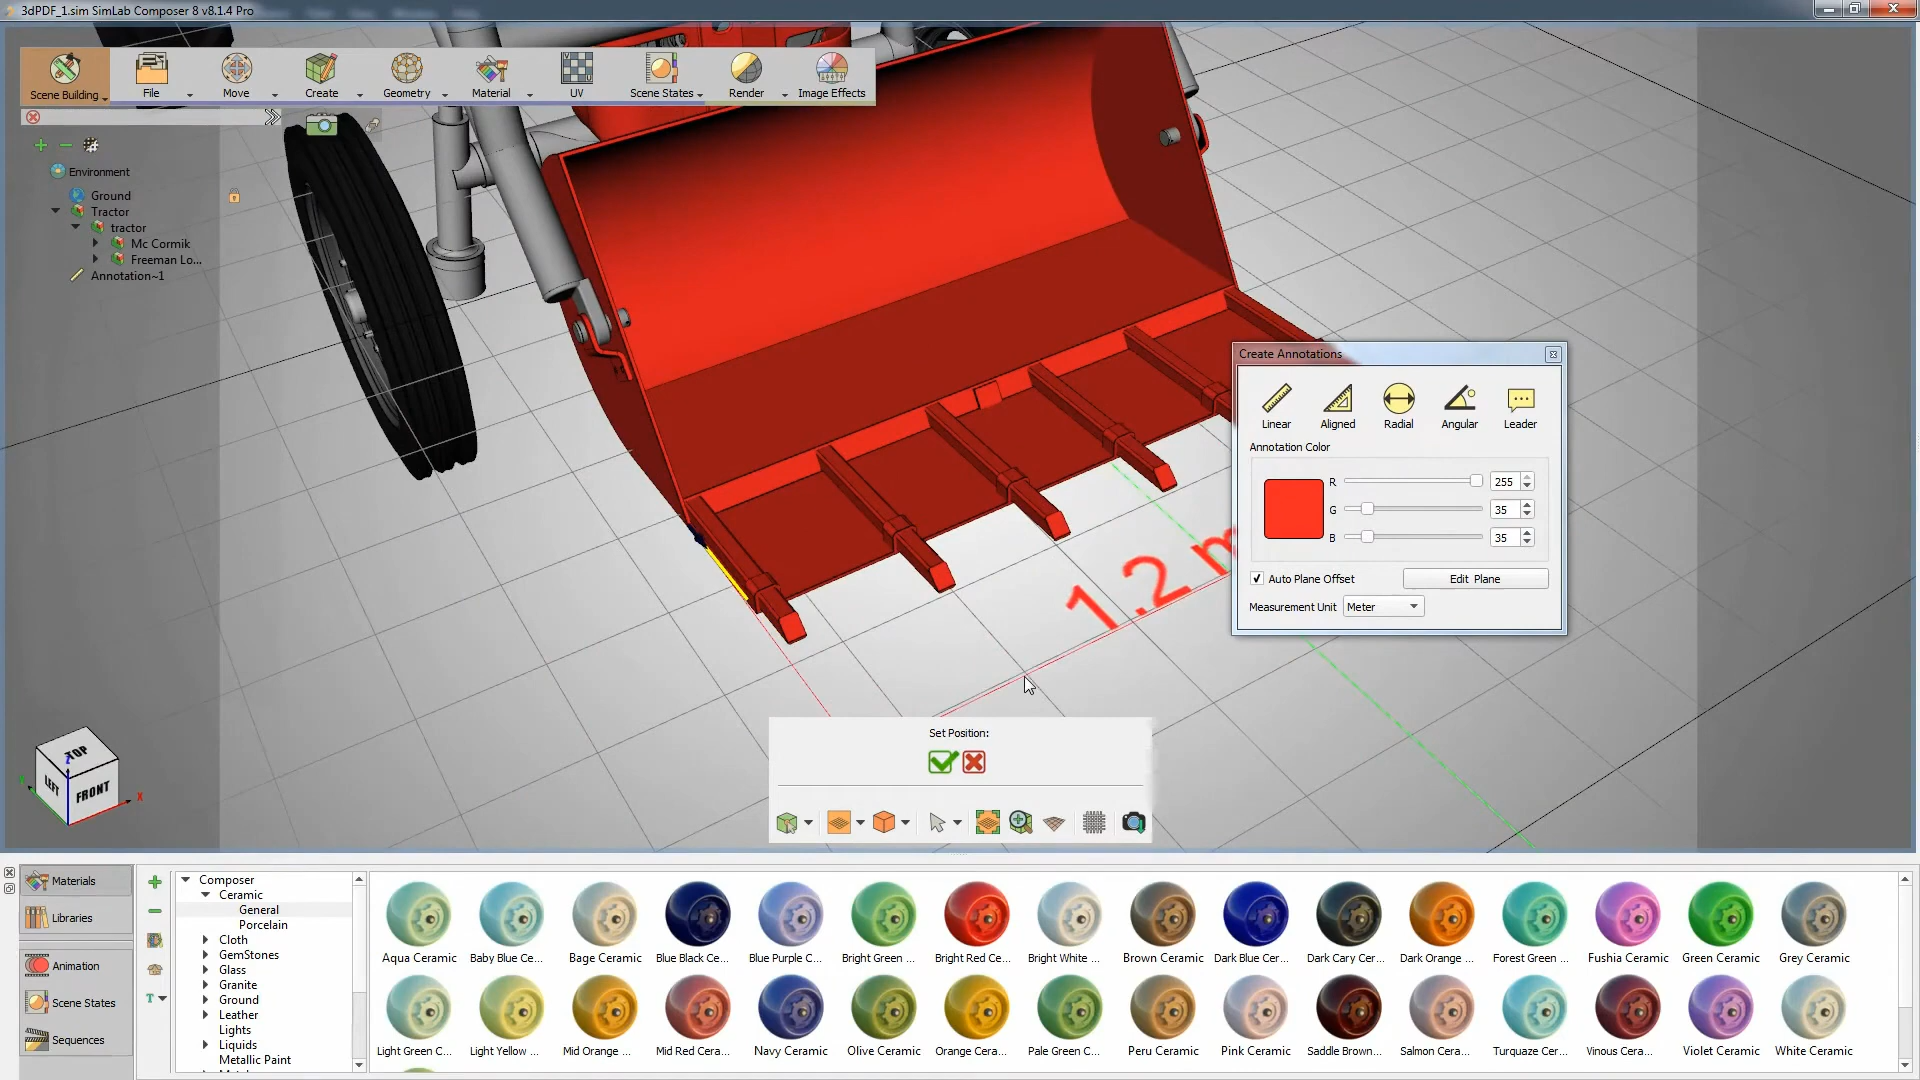 3dPDF_1.sim SimLab Composer 8 v8.1.4 Pro
Scene Building
File
Move
Create
Geometry
Material
UV
Scene States
Render
Image Effects
Environment
Ground
Tractor
tractor
Mc Cormik
Freeman Lo...
Annotation~1
Create Annotations
Linear
Aligned
Radial
Angular
Leader
Annotation Color
R 255
G 35
B 35
Auto Plane Offset
Edit Plane
Measurement Unit Meter
1.2 m
TOP
LEFT
FRONT
X
Set Position:
Materials
Libraries
Animation
Scene States
Sequences
T
Composer
Ceramic
General
Porcelain
Cloth
GemStones
Glass
Granite
Ground
Leather
Lights
Liquids
Metallic Paint
Aqua Ceramic
Baby Blue Ce...
Bage Ceramic
Blue Black Ce...
Blue Purple C...
Bright Green ...
Bright Red Ce...
Bright White ...
Brown Ceramic
Dark Blue Cer...
Dark Cary Cer...
Dark Orange ...
Forest Green ...
Fushia Ceramic
Green Ceramic
Grey Ceramic
Light Green C...
Light Yellow ...
Mid Orange ...
Mid Red Cera...
Navy Ceramic
Olive Ceramic
Orange Cera...
Pale Green C...
Peru Ceramic
Pink Ceramic
Saddle Brown...
Salmon Cera...
Turquaze Cer...
Vinous Cera...
Violet Ceramic
White Ceramic